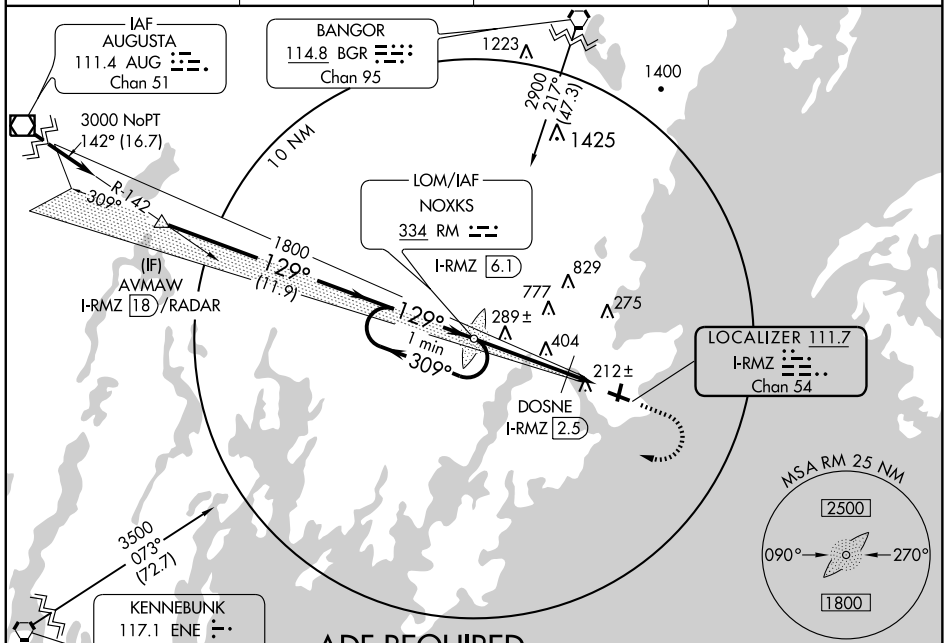 IAF
AUGUSTA
111.4 AUG
Chan 51
BANGOR
114.8 BGR
Chan 95
1223
1400
2900
217°
(47.3)
1425
3000 NoPT
142° (16.7)
10 NM
R-142
309°
LOM/IAF
NOXKS
334 RM
I-RMZ 6.1
1800
129°
(11.9)
(IF)
AVMAW
I-RMZ 18/RADAR
829
777
275
289±
404
129°
1 min
309°
212±
DOSNE
I-RMZ 2.5
LOCALIZER 111.7
I-RMZ
Chan 54
MSA RM 25 NM
2500
090°
270°
1800
3500
073°
(72.7)
KENNEBUNK
117.1 ENE